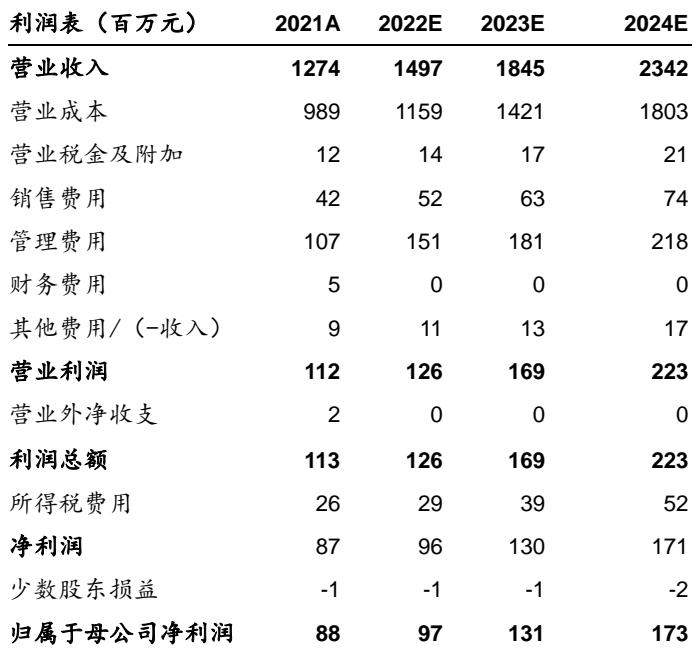 利润表（百万元） 2021A 2022E 2023E 2024E
营业收入 1274 1497 1845 2342
营业成本 989 1159 1421 1803
营业税金及附加 12 14 17 21
销售费用 42 52 63 74
管理费用 107 151 181 218
财务费用 5 0 0 0
其他费用/（-收入） 9 11 13 17
营业利润 112 126 169 223
营业外净收支 2 0 0 0
利润总额 113 126 169 223
所得税费用 26 29 39 52
净利润 87 96 130 171
少数股东损益 -1 -1 -1 -2
归属于母公司净利润 88 97 131 173